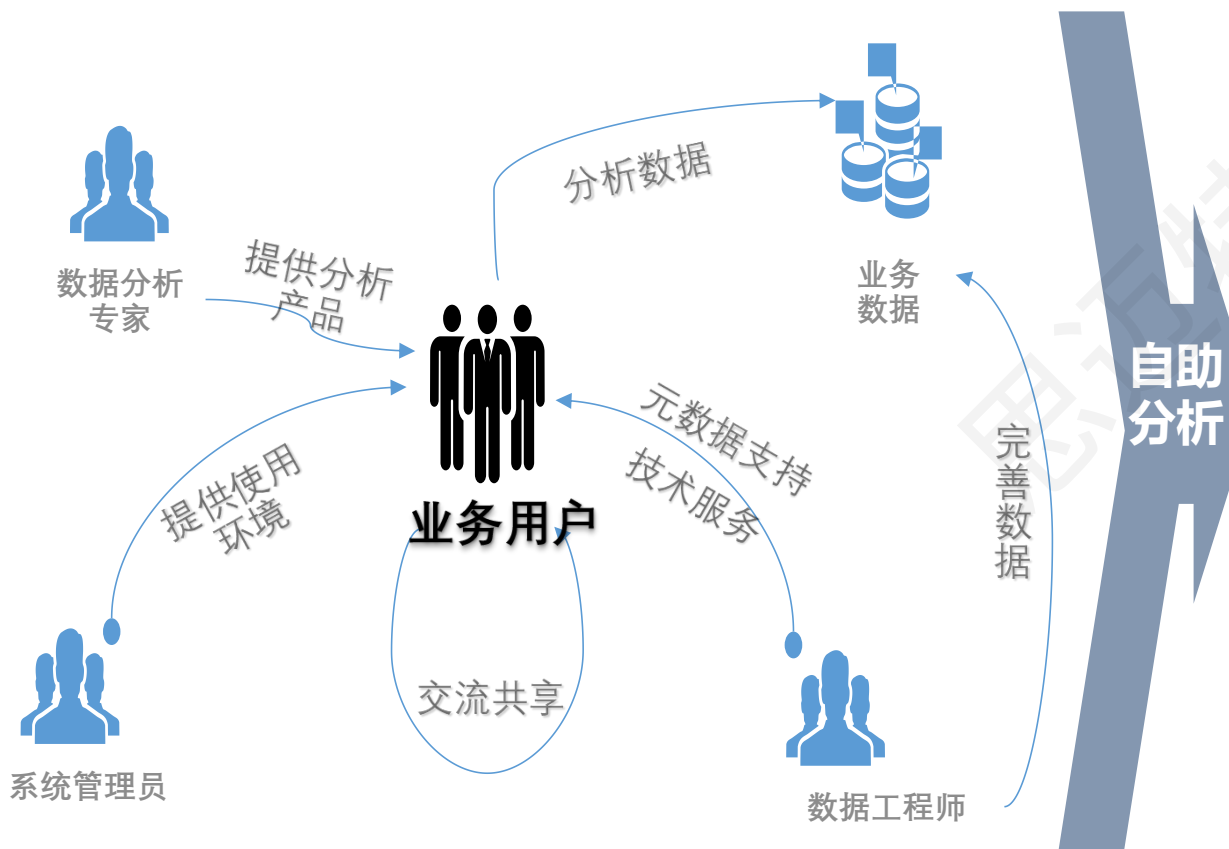 分析数据
提供分析
产品
数据分析
专家
业务
数据
自助
分析
元数据支持
技术服务
完
善
数
据
提供使用
环境
业务用户
交流共享
系统管理员
数据工程师
思迈特